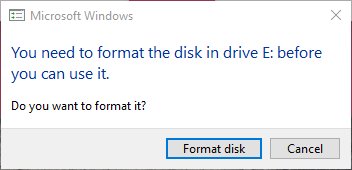 Microsoft Windows
You need to format the disk in drive E: before
you can use it.
Do you want to format it?
Format disk
Cancel